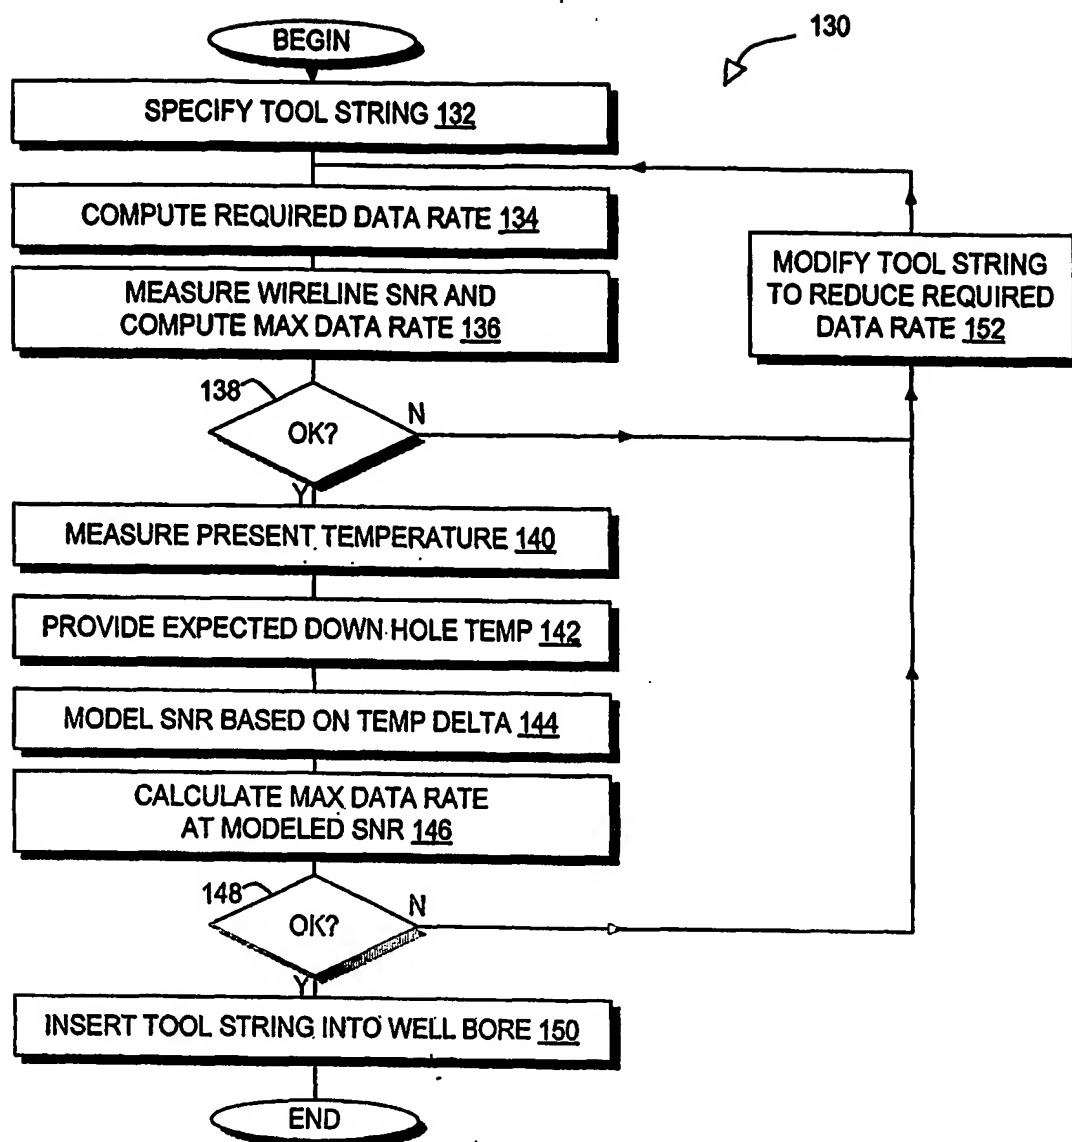 130
BEGIN
SPECIFY TOOL STRING 132
COMPUTE REQUIRED DATA RATE 134
MEASURE WIRELINE SNR AND
COMPUTE MAX DATA RATE 136
138
OK?
N
Y
MODIFY TOOL STRING
TO REDUCE REQUIRED
DATA RATE 152
MEASURE PRESENT TEMPERATURE 140
PROVIDE EXPECTED DOWN HOLE TEMP 142
MODEL SNR BASED ON TEMP DELTA 144
CALCULATE MAX DATA RATE
AT MODELED SNR 146
148
OK?
N
Y
INSERT TOOL STRING INTO WELL BORE 150
END